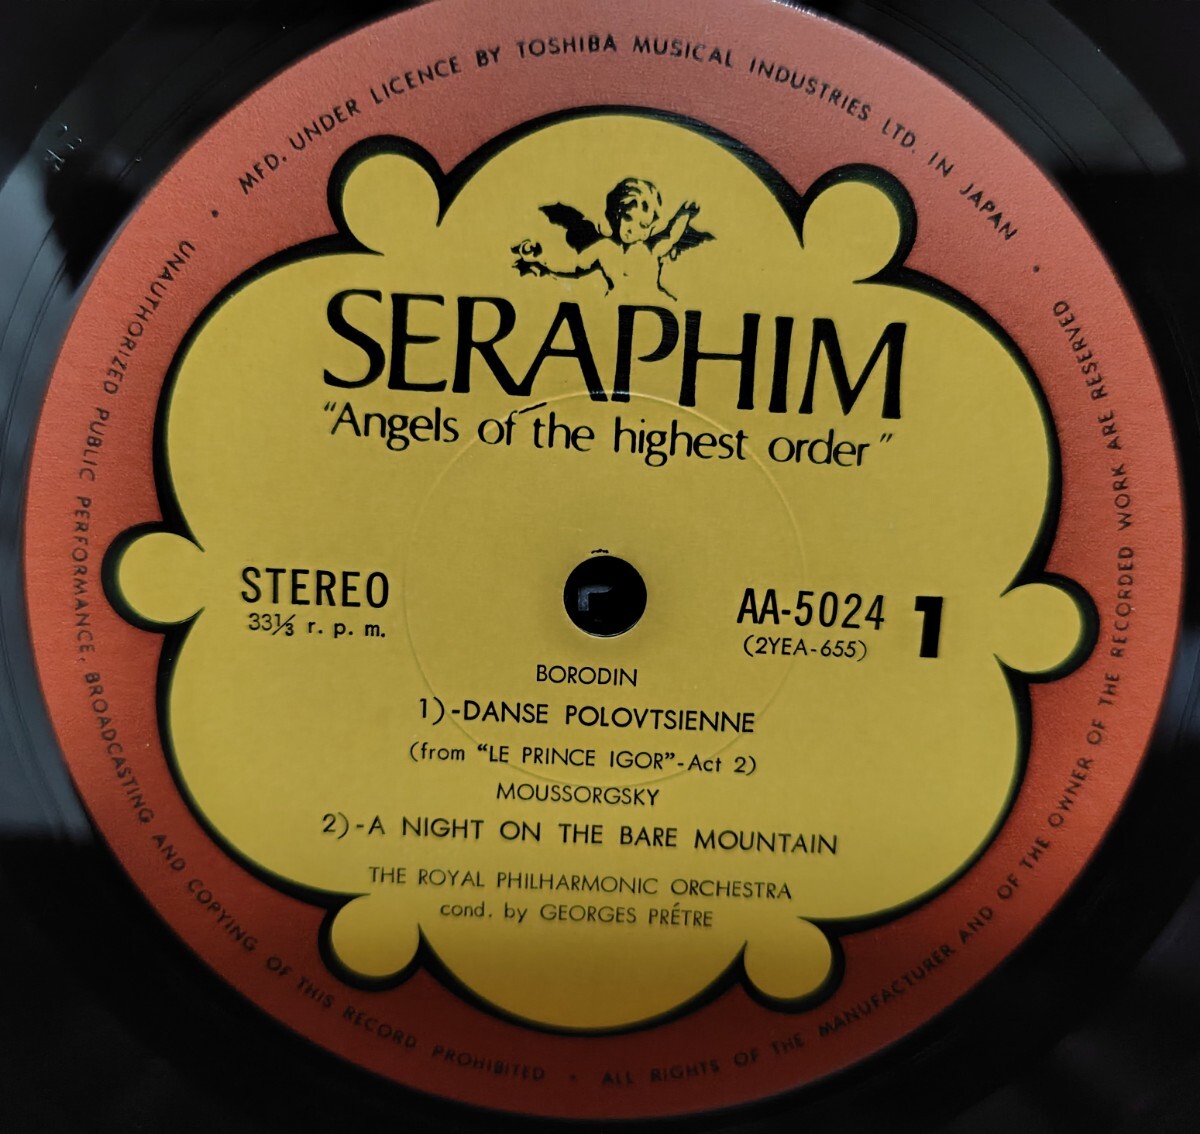 MFD. UNDER LICENCE BY TOSHIBA MUSICAL INDUSTRIES LTD. IN JAPAN
SERAPHIM
“Angels of the highest order”
STEREO
33⅓ r. p. m.
AA-5024 1
(2YEA-655)
BORODIN
1)-DANSE POLOVTSIENNE
(from “LE PRINCE IGOR”-Act 2)
MOUSSORGSKY
2)-A NIGHT ON THE BARE MOUNTAIN
THE ROYAL PHILHARMONIC ORCHESTRA
cond. by GEORGES PRÉTRE
UNAUTHORIZED PUBLIC PERFORMANCE, BROADCASTING AND COPYING OF THIS RECORD PROHIBITED
ALL RIGHTS OF THE MANUFACTURER AND OF THE OWNER OF THE RECORDED WORK ARE RESERVED